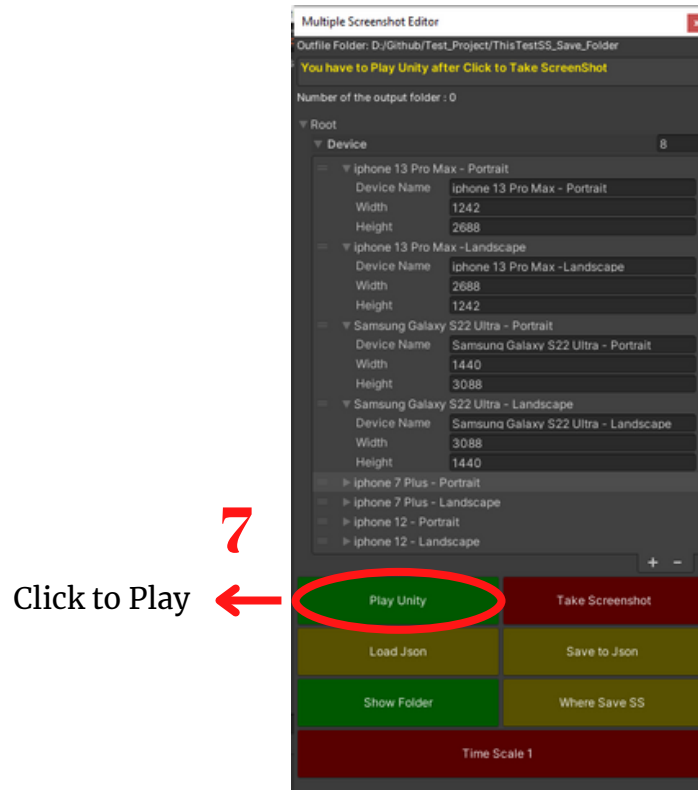 Multiple Screenshot Editor
Outfile Folder: D:/Github/Test_Project/ThisTestSS_Save_Folder
You have to Play Unity after Click to Take ScreenShot
Number of the output folder : 0
Root
Device 8
iphone 13 Pro Max - Portrait
Device Name iphone 13 Pro Max - Portrait
Width 1242
Height 2688
iphone 13 Pro Max -Landscape
Device Name iphone 13 Pro Max -Landscape
Width 2688
Height 1242
Samsung Galaxy S22 Ultra - Portrait
Device Name Samsung Galaxy S22 Ultra - Portrait
Width 1440
Height 3088
Samsung Galaxy S22 Ultra - Landscape
Device Name Samsung Galaxy S22 Ultra - Landscape
Width 3088
Height 1440
iphone 7 Plus - Portrait
iphone 7 Plus - Landscape
iphone 12 - Portrait
iphone 12 - Landscape
+ -
7
Click to Play
Play Unity Take Screenshot
Load Json Save to Json
Show Folder Where Save SS
Time Scale 1